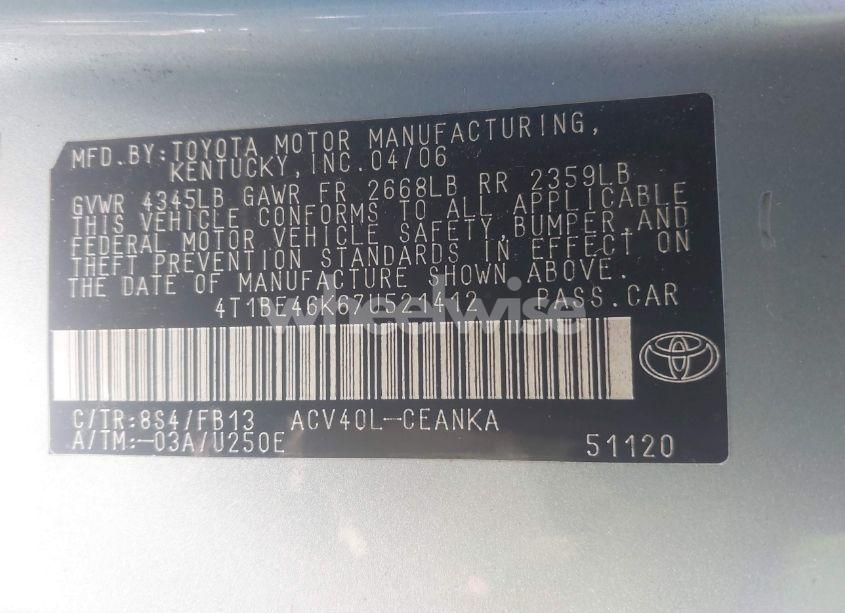 MFD.BY:TOYOTA MOTOR MANUFACTURING,
KENTUCKY, INC. 04/06
GVWR 4345LB GAWR FR 2668LB RR 2359LB
THIS VEHICLE CONFORMS TO ALL APPLICABLE
FEDERAL MOTOR VEHICLE SAFETY,BUMPER,AND
THEFT PREVENTION STANDARDS IN EFFECT ON
THE DATE OF MANUFACTURE SHOWN ABOVE.
4T1BE46K67U521412 PASS.CAR
wheelwise
C/TR:8S4/FB13 ACV40L-CEANKA
A/TM:-03A/U250E 51120